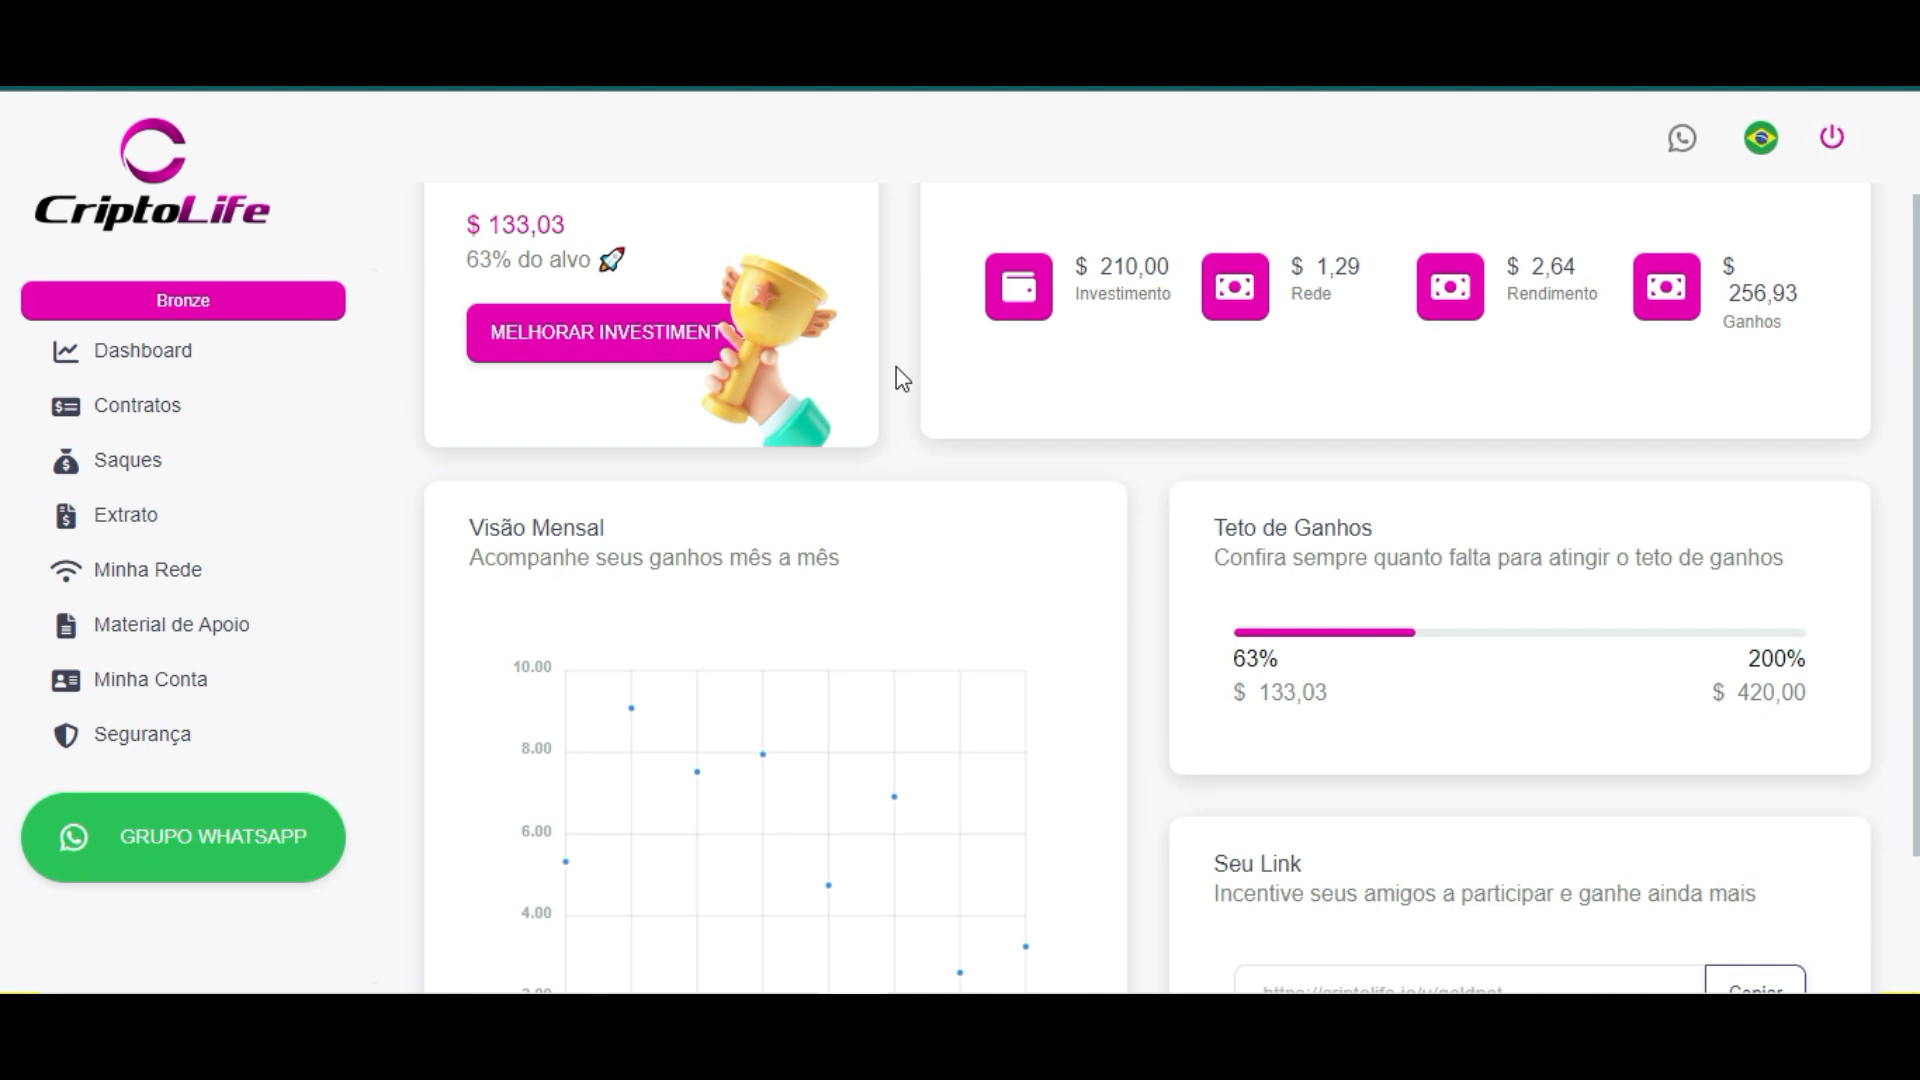 CriptoLife
Bronze
Dashboard
Contratos
Saques
Extrato
Minha Rede
Material de Apoio
Minha Conta
Segurança
GRUPO WHATSAPP
$ 133,03
63% do alvo 🚀
MELHORAR INVESTIMENTO
$ 210,00
Investimento
$ 1,29
Rede
$ 2,64
Rendimento
$
256,93
Ganhos
Visão Mensal
Acompanhe seus ganhos mês a mês
10.00
8.00
6.00
4.00
Teto de Ganhos
Confira sempre quanto falta para atingir o teto de ganhos
63%
200%
$ 133,03
$ 420,00
Seu Link
Incentive seus amigos a participar e ganhe ainda mais
Copiar